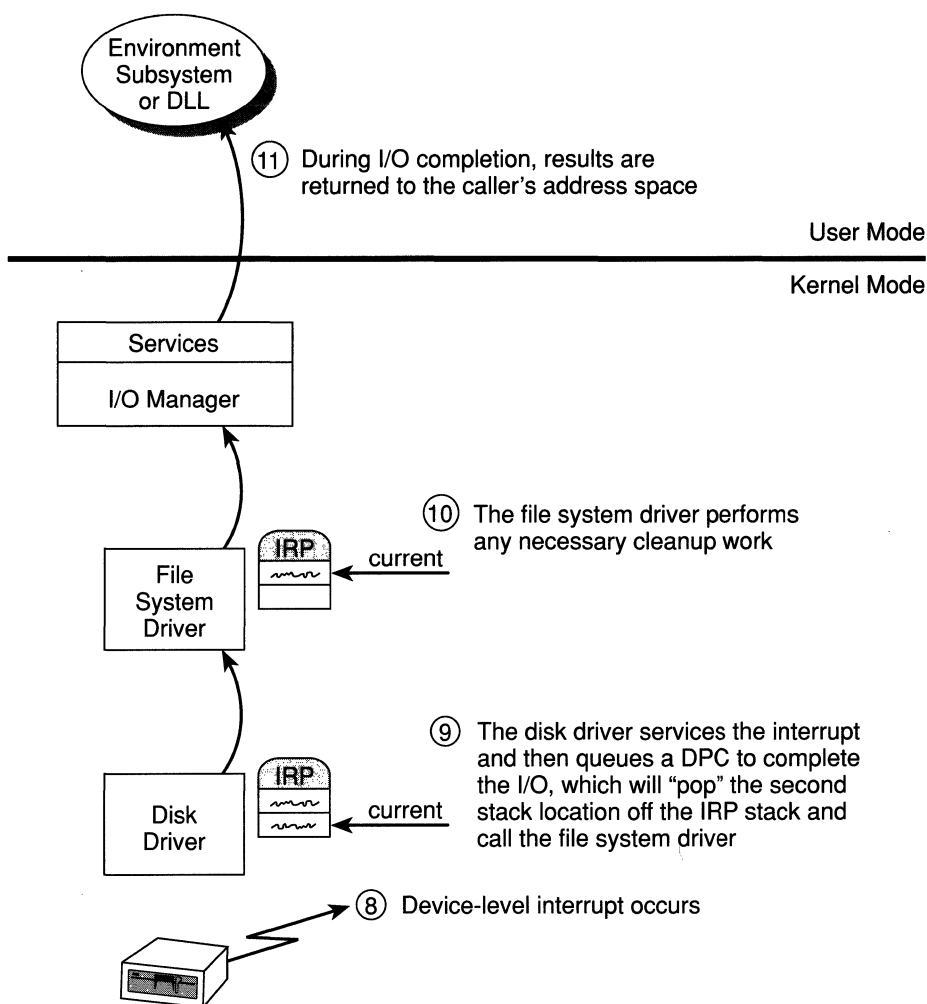 Environment
Subsystem
or DLL
11 During I/O completion, results are
returned to the caller's address space
User Mode
Kernel Mode
Services
I/O Manager
10 The file system driver performs
any necessary cleanup work
IRP
current
File
System
Driver
9 The disk driver services the interrupt
and then queues a DPC to complete
the I/O, which will “pop” the second
stack location off the IRP stack and
call the file system driver
IRP
current
Disk
Driver
8 Device-level interrupt occurs